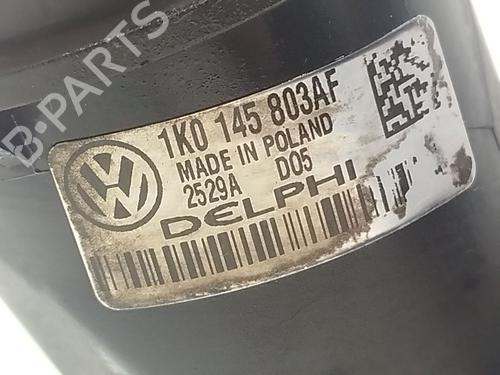 B-PARTS
1K0 145 803AF
MADE IN POLAND
2529A D05
DELPHI